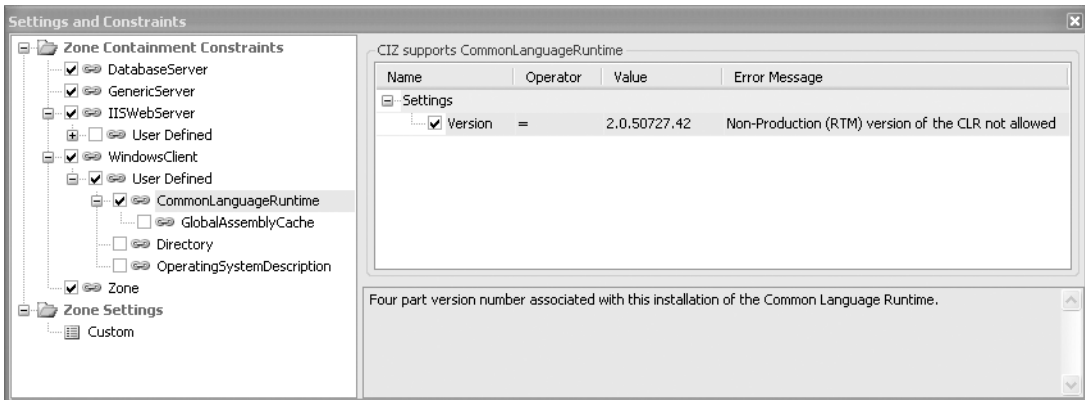 Settings and Constraints
Zone Containment Constraints
DatabaseServer
GenericServer
IISWebServer
User Defined
WindowsClient
User Defined
CommonLanguageRuntime
GlobalAssemblyCache
Directory
OperatingSystemDescription
Zone
Zone Settings
Custom
CIZ supports CommonLanguageRuntime
Name Operator Value Error Message
Settings
Version = 2.0.50727.42 Non-Production (RTM) version of the CLR not allowed
Four part version number associated with this installation of the Common Language Runtime.